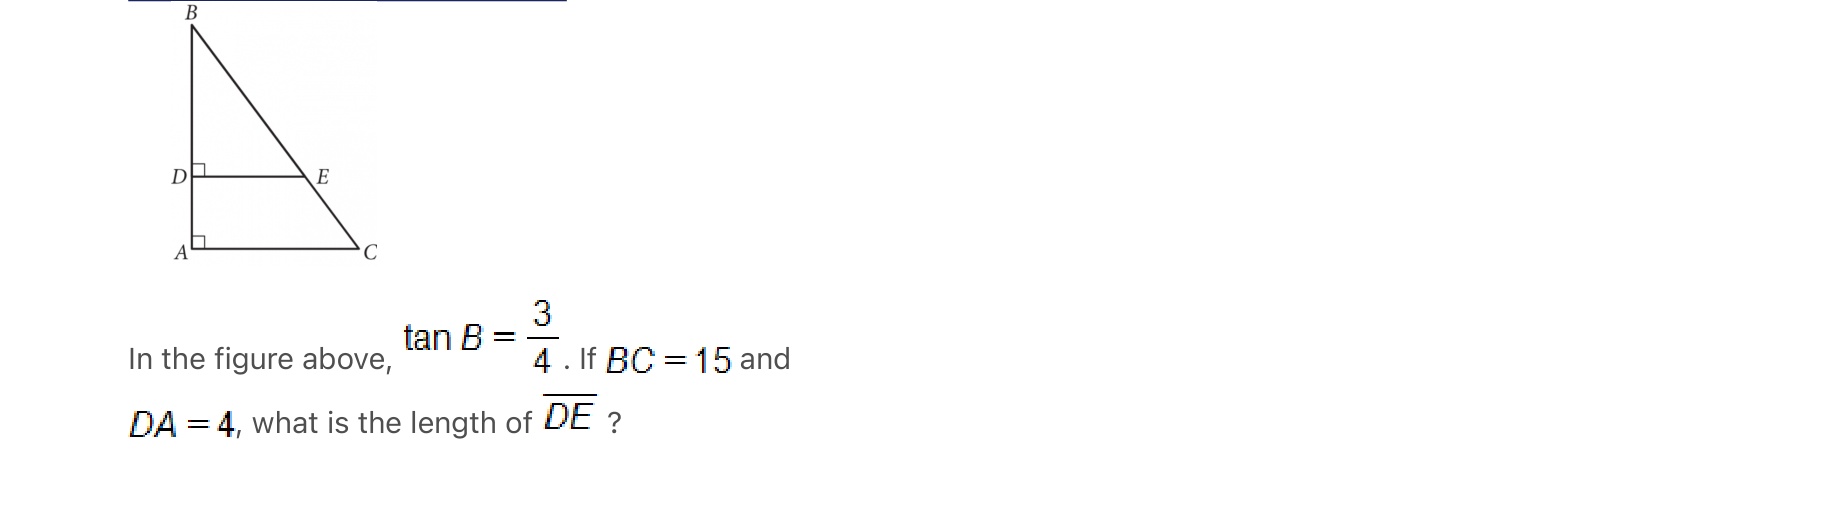 B
D
E
A
C
In the figure above, tan B = 3/4 . If BC = 15 and
DA = 4, what is the length of DE ?